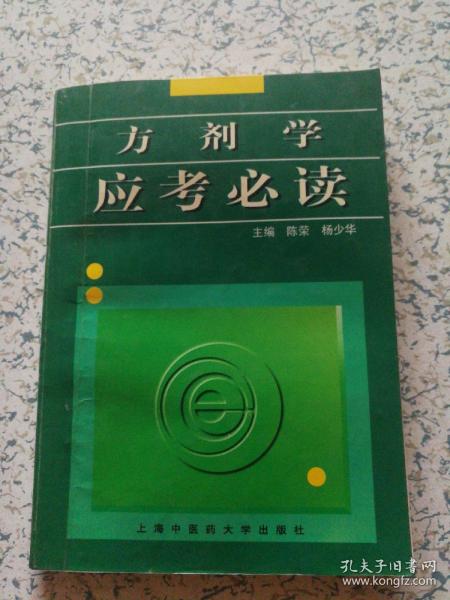 方剂学
应考必读
主编 陈荣 杨少华
e
上海中医药大学出版社
孔夫子旧书网
www.kongfz.com